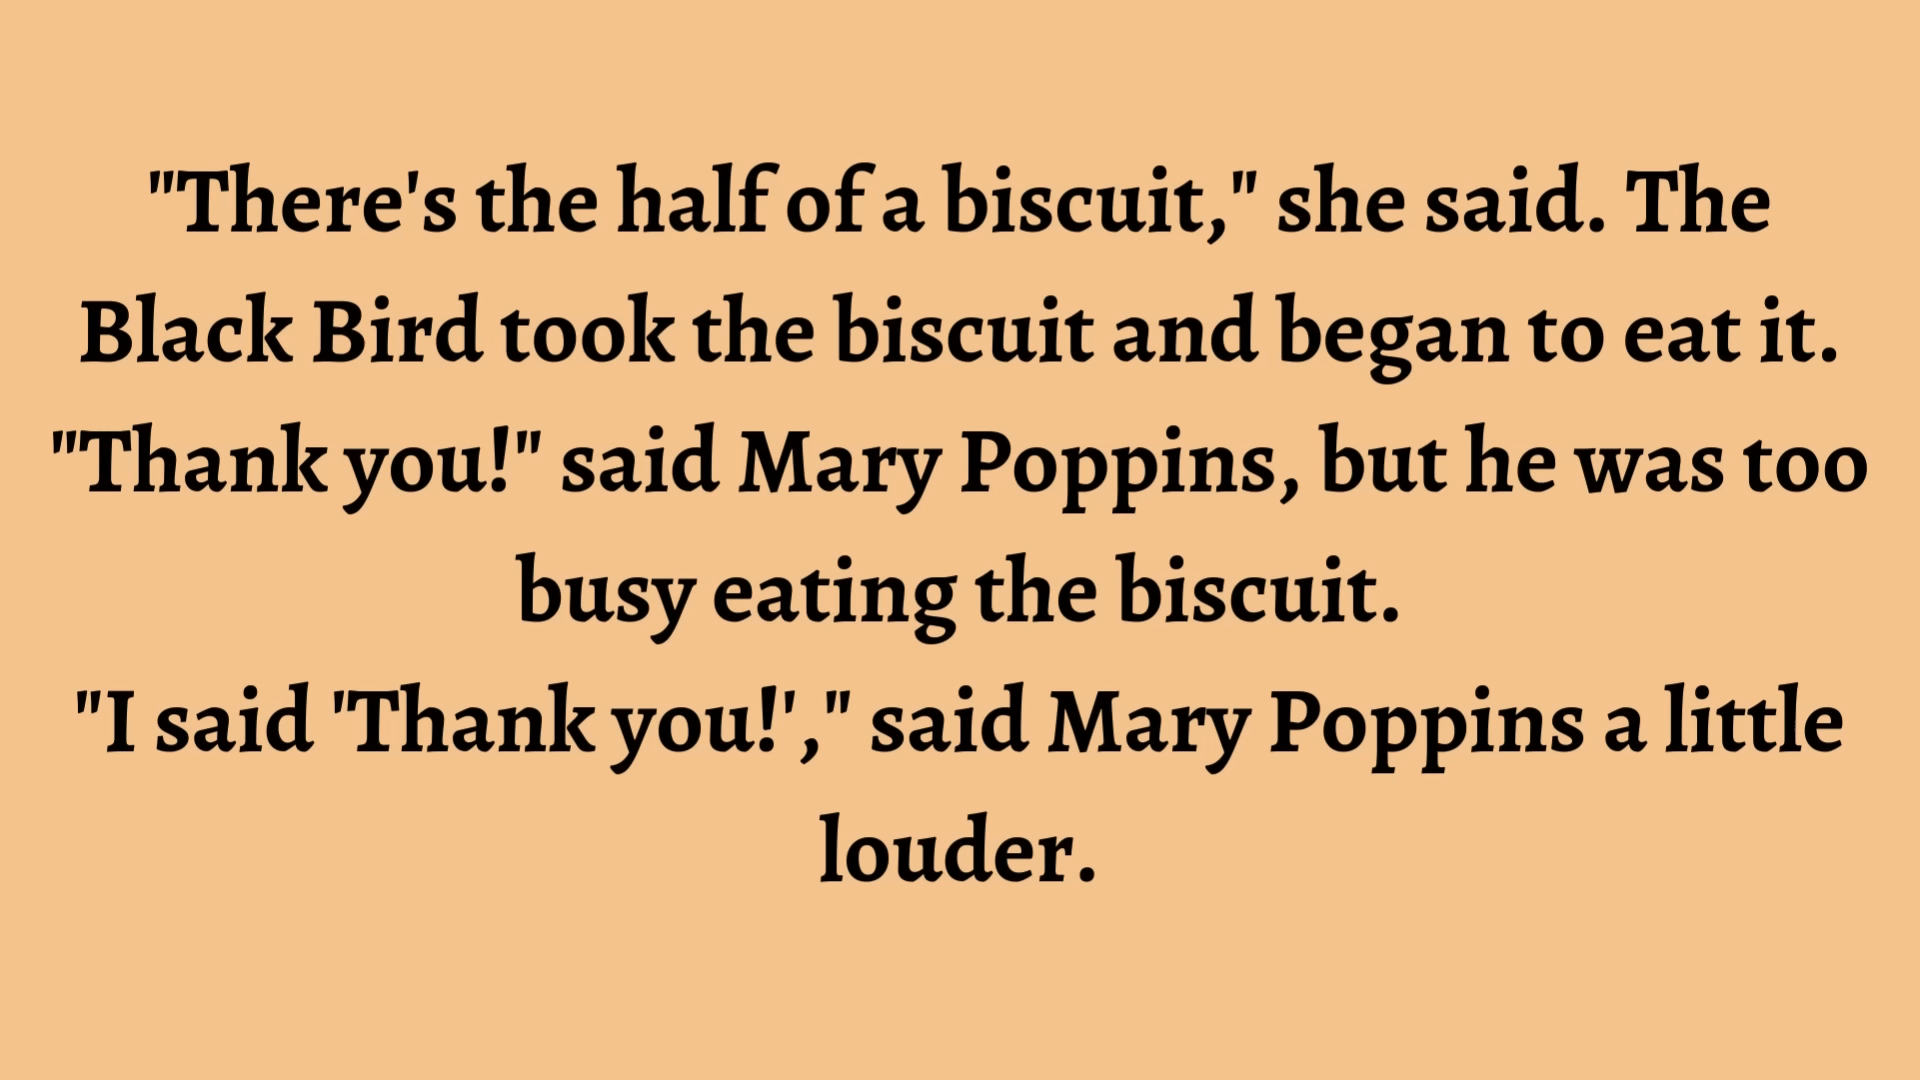 "There's the half of a biscuit," she said. The
Black Bird took the biscuit and began to eat it.
"Thank you!" said Mary Poppins, but he was too
busy eating the biscuit.
"I said 'Thank you!'," said Mary Poppins a little
louder.